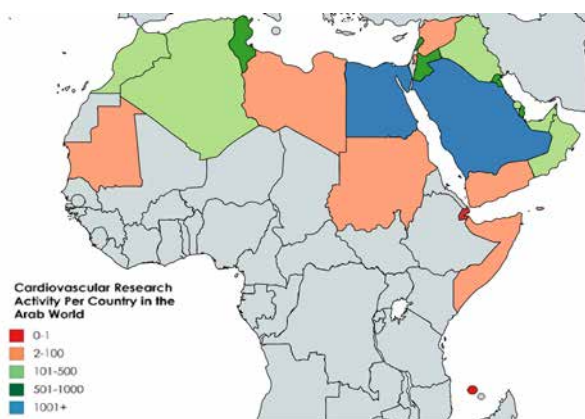 Cardiovascular Research
Activity Per Country in the
Arab World
0-1
2-100
101-500
501-1000
1001+